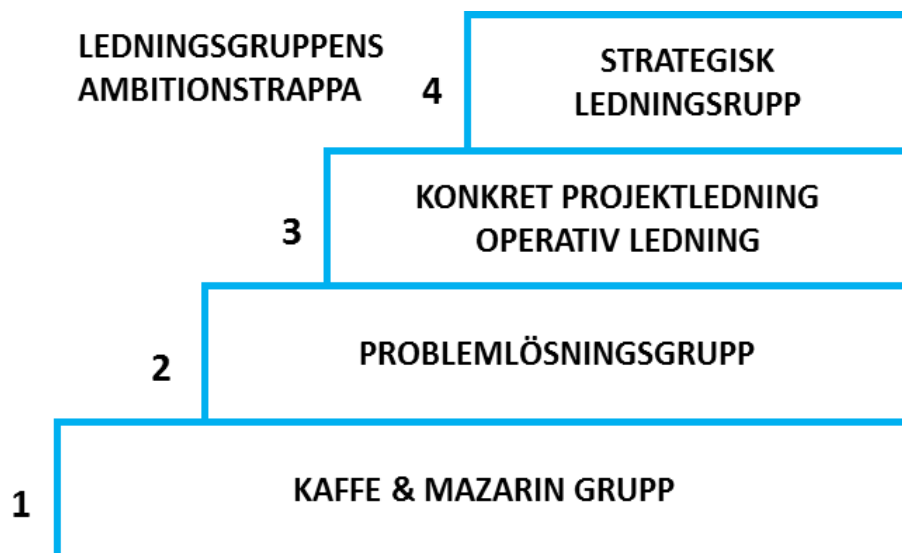 LEDNINGSGRUPPENS
AMBITIONSTRAPPA
4
STRATEGISK
LEDNINGSRUPP
3
KONKRET PROJEKTLEDNING
OPERATIV LEDNING
2
PROBLEMLÖSNINGSGRUPP
1
KAFFE & MAZARIN GRUPP